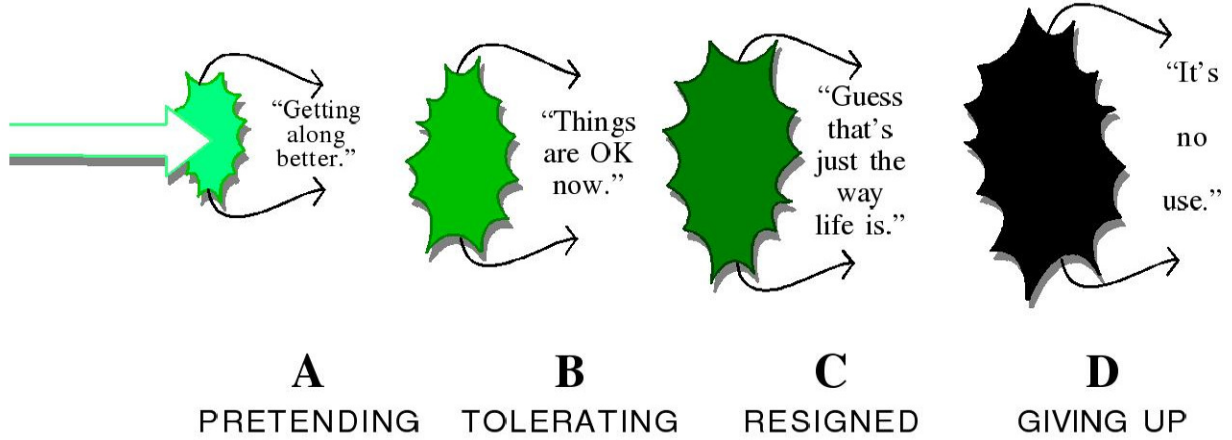 “Getting
along
better.”
“Things
are OK
now.”
“Guess
that's
just the
way
life is.”
“It's
no
use.”
A
B
C
D
PRETENDING
TOLERATING
RESIGNED
GIVING UP